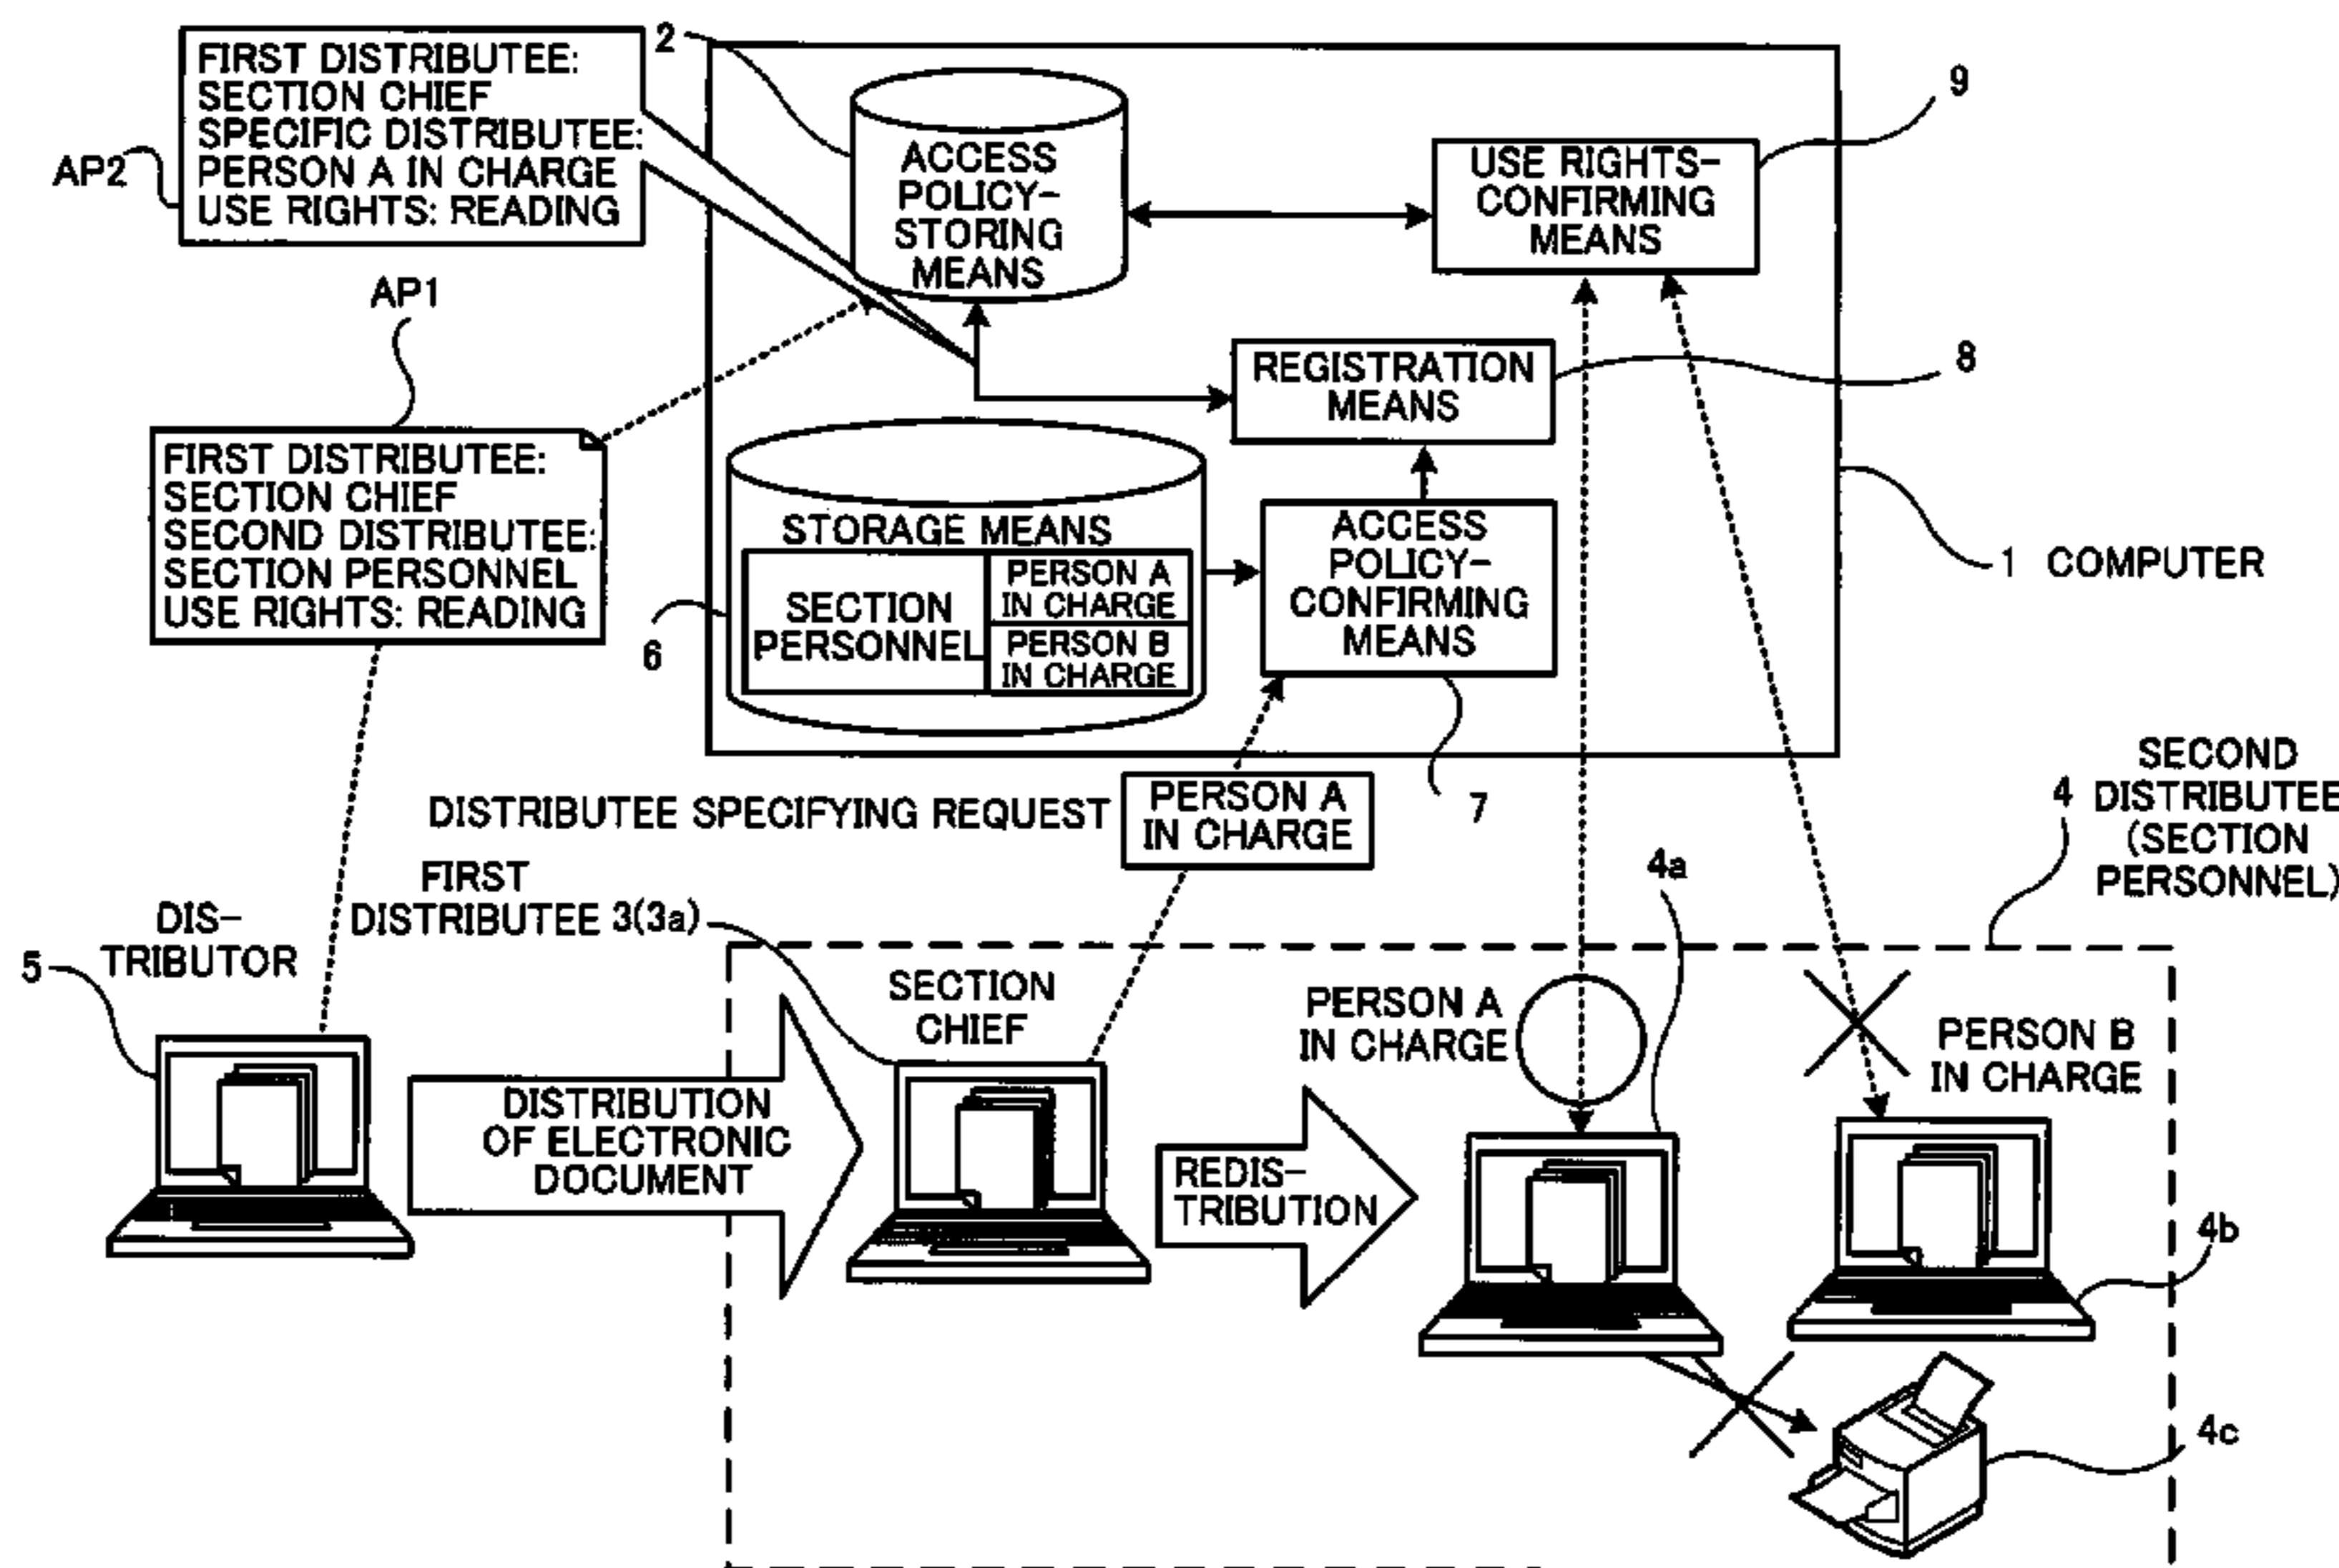 FIRST DISTRIBUTEE:
SECTION CHIEF
SPECIFIC DISTRIBUTEE:
PERSON A IN CHARGE
USE RIGHTS: READING
AP2
2
ACCESS
POLICY-
STORING
MEANS
USE RIGHTS-
CONFIRMING
MEANS
9
AP1
FIRST DISTRIBUTEE:
SECTION CHIEF
SECOND DISTRIBUTEE:
SECTION PERSONNEL
USE RIGHTS: READING
REGISTRATION
MEANS
8
STORAGE MEANS
SECTION
PERSONNEL
PERSON A
IN CHARGE
PERSON B
IN CHARGE
6
ACCESS
POLICY-
CONFIRMING
MEANS
7
1 COMPUTER
DISTRIBUTEE SPECIFYING REQUEST
PERSON A
IN CHARGE
SECOND
4 DISTRIBUTEE
(SECTION
PERSONNEL)
FIRST
DISTRIBUTEE 3(3a)
DIS-
TRIBUTOR
5
SECTION
CHIEF
4a
PERSON A
IN CHARGE
PERSON B
IN CHARGE
DISTRIBUTION
OF ELECTRONIC
DOCUMENT
REDIS-
TRIBUTION
4b
4c